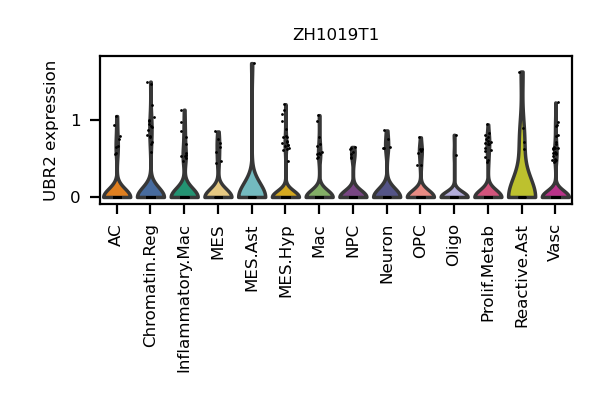 ZH1019T1
UBR2 expression
1
0
AC
Chromatin.Reg
Inflammatory.Mac
MES
MES.Ast
MES.Hyp
Mac
NPC
Neuron
OPC
Oligo
Prolif.Metab
Reactive.Ast
Vasc